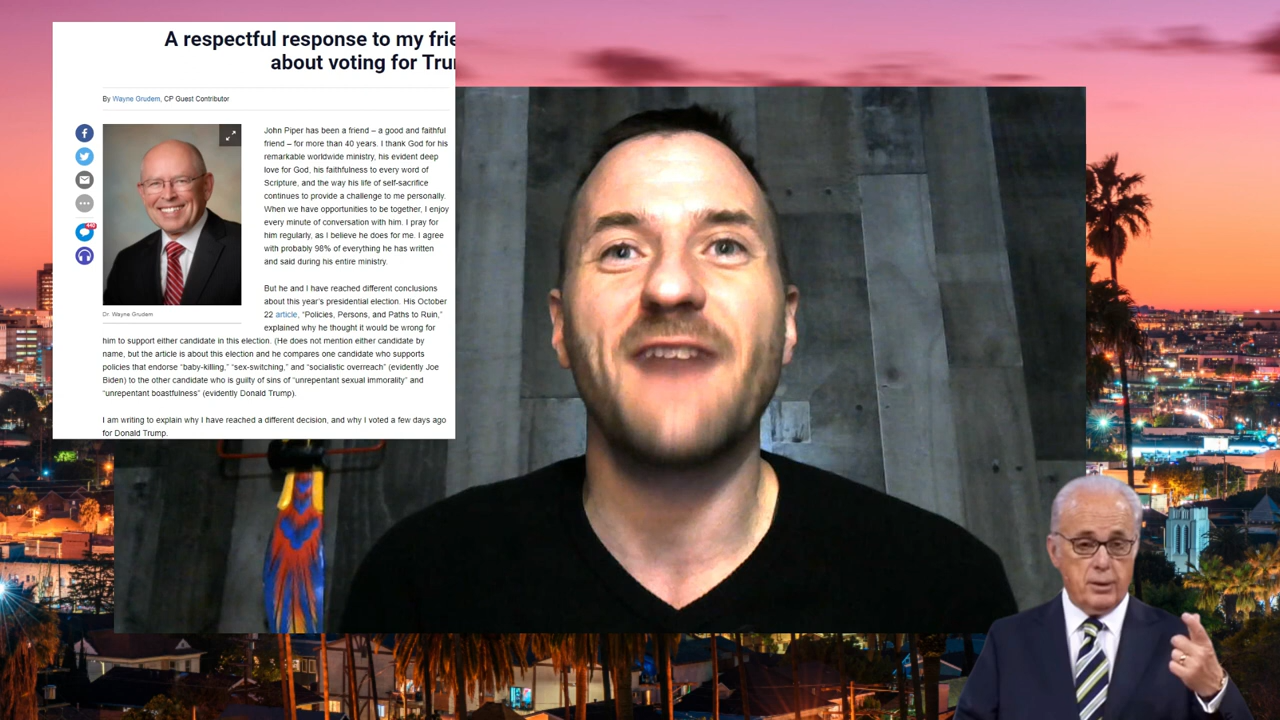 A respectful response to my frie
about voting for Tru
By Wayne Grudem, CP Guest Contributor
John Piper has been a friend – a good and faithful
friend – for more than 40 years. I thank God for his
remarkable worldwide ministry, his evident deep
love for God, his faithfulness to every word of
Scripture, and the way his life of self-sacrifice
continues to provide a challenge to me personally.
When we have opportunities to be together, I enjoy
every minute of conversation with him. I pray for
him regularly, as I believe he does for me. I agree
with probably 98% of everything he has written
and said during his entire ministry.
Dr. Wayne Grudem
But he and I have reached different conclusions
about this year's presidential election. His October
22 article, “Policies, Persons, and Paths to Ruin,”
explained why he thought it would be wrong for
him to support either candidate in this election. (He does not mention either candidate by
name, but the article is about this election and he compares one candidate who supports
policies that endorse “baby-killing,” “sex-switching,” and “socialistic overreach” (evidently Joe
Biden) to the other candidate who is guilty of sins of “unrepentant sexual immorality” and
“unrepentant boastfulness” (evidently Donald Trump).
I am writing to explain why I have reached a different decision, and why I voted a few days ago
for Donald Trump.